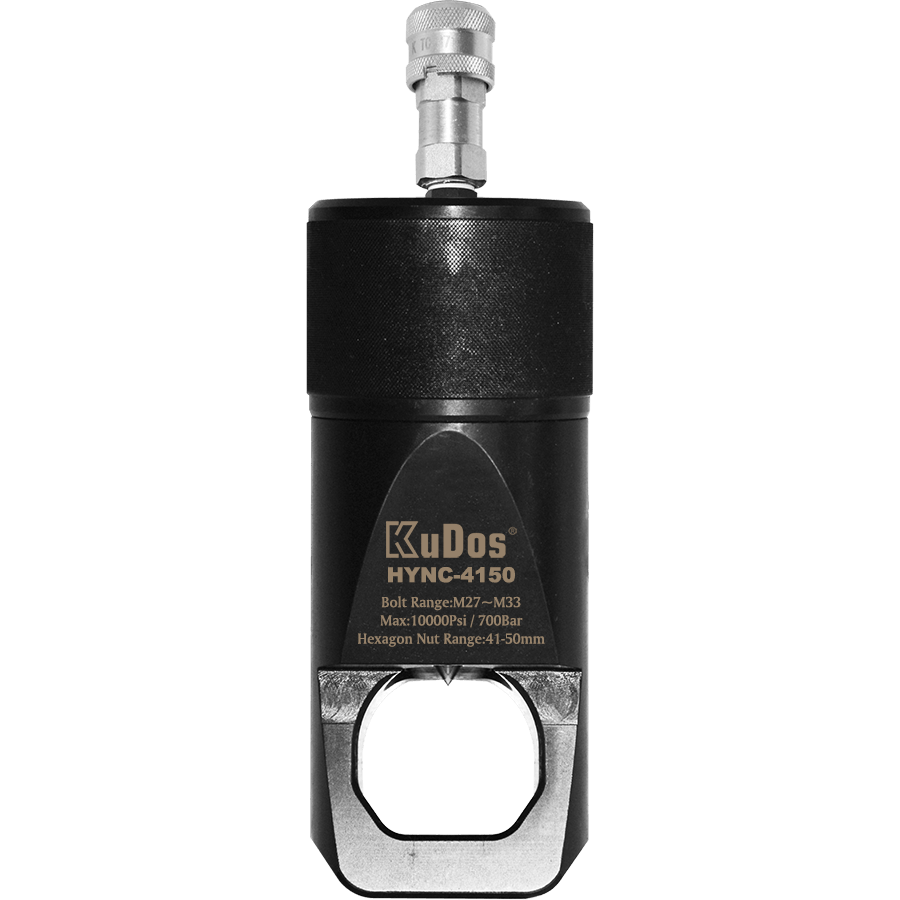 KuDos®
HYNC-4150
Bolt Range:M27~M33
Max:10000Psi / 700Bar
Hexagon Nut Range:41-50mm